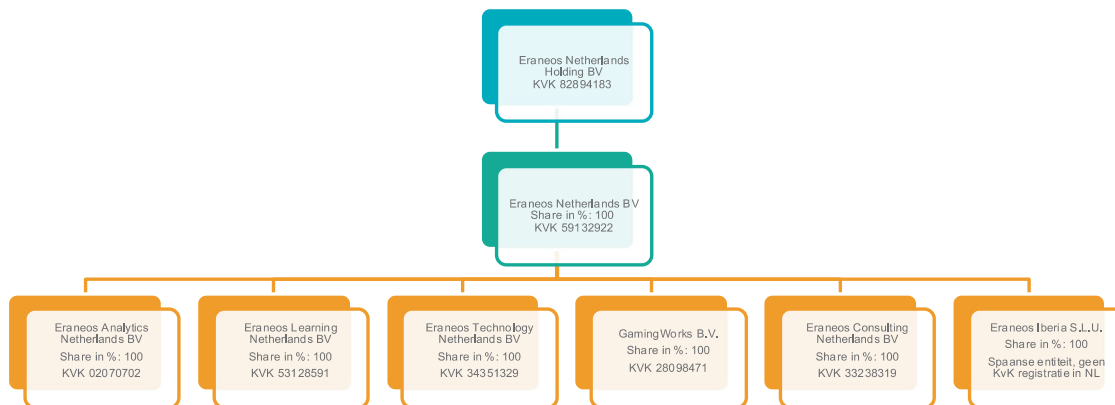 Eraneos Netherlands
Holding BV
KVK 82894183
Eraneos Netherlands BV
Share in %: 100
KVK 59132922
Eraneos Analytics
Netherlands BV
Share in %: 100
KVK 02070702
Eraneos Learning
Netherlands BV
Share in %: 100
KVK 53128591
Eraneos Technology
Netherlands BV
Share in %: 100
KVK 34351329
GamingWorks B.V.
Share in %: 100
KVK 28098471
Eraneos Consulting
Netherlands BV
Share in %: 100
KVK 33238319
Eraneos Iberia S.L.U.
Share in %: 100
Spaanse entiteit, geen
KvK registratie in NL